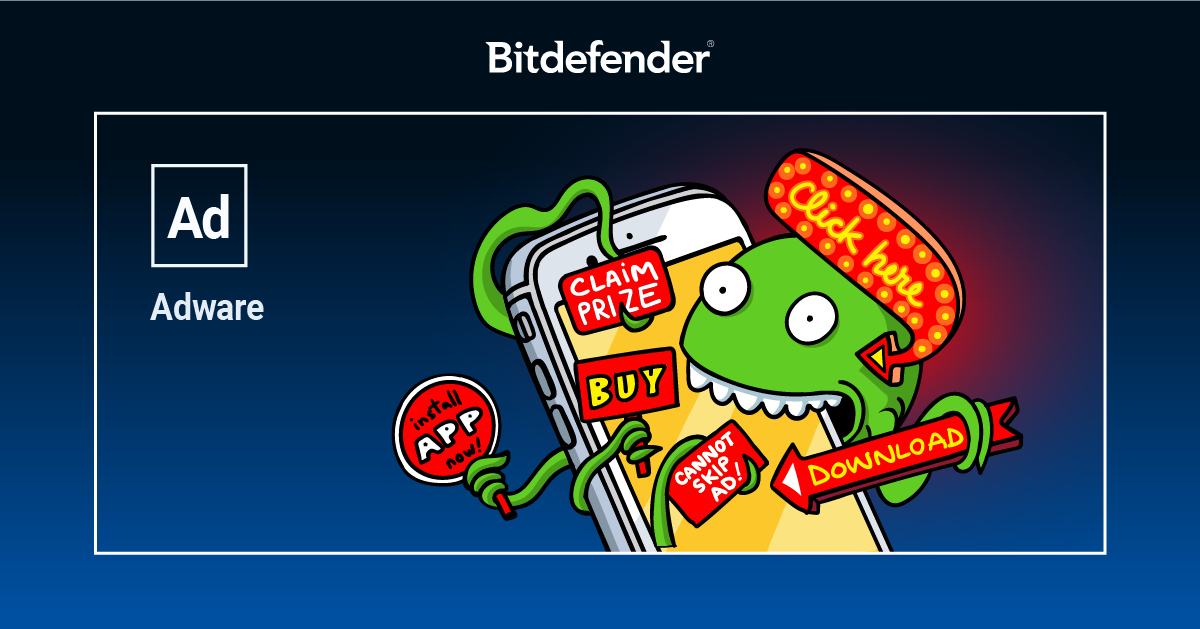 Bitdefender®
Ad
Adware
Click here
CLAIM
PRIZE
BUY
install
APP
now!
CANNOT
SKIP
AD!
DOWNLOAD